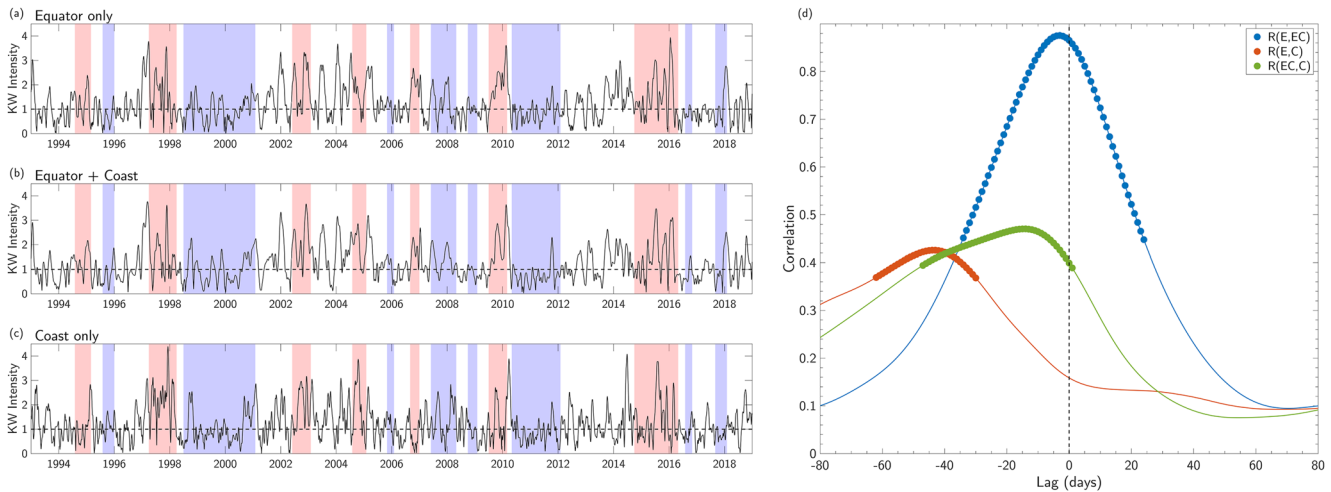 (a) Equator only
KW Intensity
4
3
2
1
0
1994 1996 1998 2000 2002 2004 2006 2008 2010 2012 2014 2016 2018
(b) Equator + Coast
KW Intensity
4
3
2
1
0
1994 1996 1998 2000 2002 2004 2006 2008 2010 2012 2014 2016 2018
(c) Coast only
KW Intensity
4
3
2
1
0
1994 1996 1998 2000 2002 2004 2006 2008 2010 2012 2014 2016 2018
(d)
R(E,EC)
R(E,C)
R(EC,C)
Correlation
0.8
0.7
0.6
0.5
0.4
0.3
0.2
0.1
0
-80 -60 -40 -20 0 20 40 60 80
Lag (days)